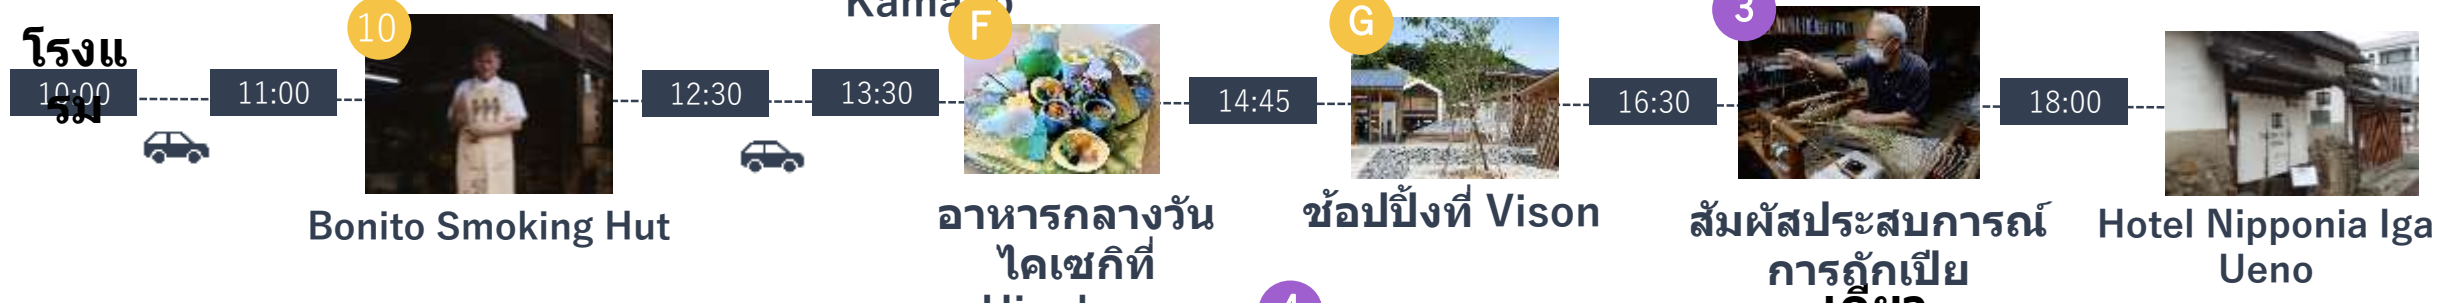 10
F
G
3
โรงแ
รม
10:00
11:00
12:30
13:30
14:45
16:30
18:00
Bonito Smoking Hut
อาหารกลางวัน
ไคเซกิที่
ช้อปปิ้งที่ Vison
สัมผัสประสบการณ์
การถักเปีย
Hotel Nipponia Iga
Ueno